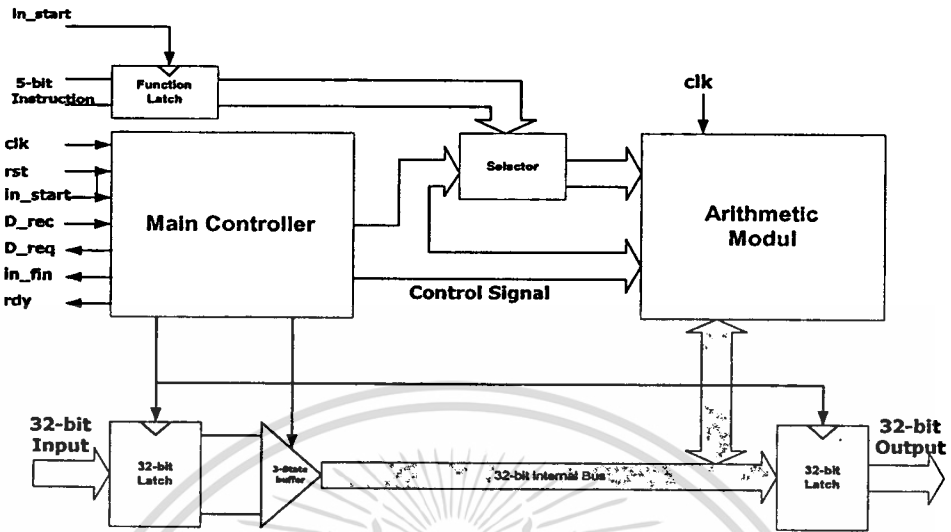 in_start
5-bit
Instruction
Function
Latch
clk
clk
rst
in_start
D_rec
D_req
in_fin
rdy
Main Controller
Selector
Arithmetic
Modul
Control Signal
32-bit
Input
32-bit
Latch
3-State
buffer
32-bit Internal Bus
32-bit
Latch
32-bit
Output